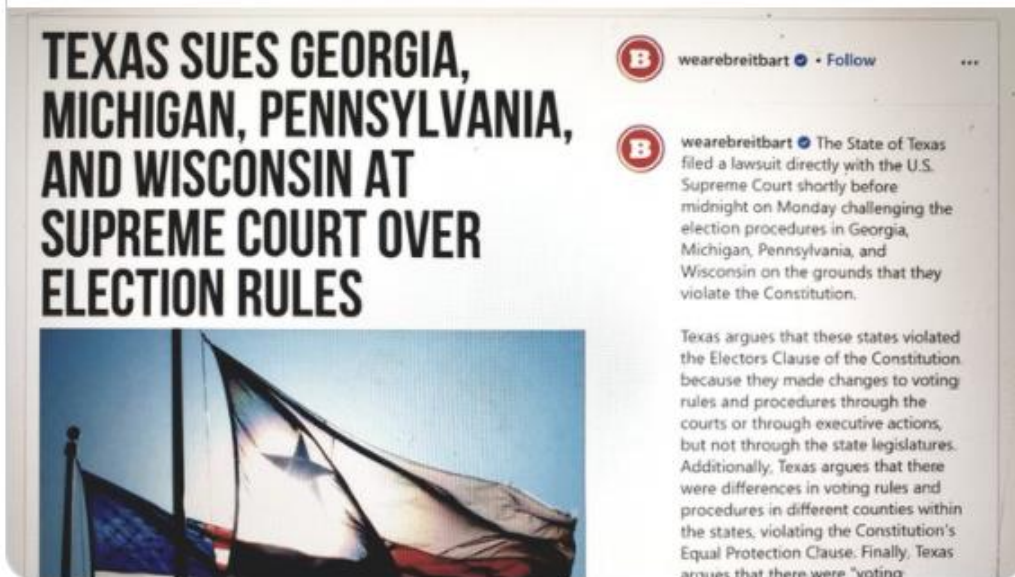 TEXAS SUES GEORGIA,
MICHIGAN, PENNSYLVANIA,
AND WISCONSIN AT
SUPREME COURT OVER
ELECTION RULES
B
wearebreitbart • Follow
...
B
wearebreitbart The State of Texas
filed a lawsuit directly with the U.S.
Supreme Court shortly before
midnight on Monday challenging the
election procedures in Georgia,
Michigan, Pennsylvania, and
Wisconsin on the grounds that they
violate the Constitution.
Texas argues that these states violated
the Electors Clause of the Constitution
because they made changes to voting
rules and procedures through the
courts or through executive actions,
but not through the state legislatures.
Additionally, Texas argues that there
were differences in voting rules and
procedures in different counties within
the states, violating the Constitution's
Equal Protection Clause. Finally, Texas
argues that there were "voting